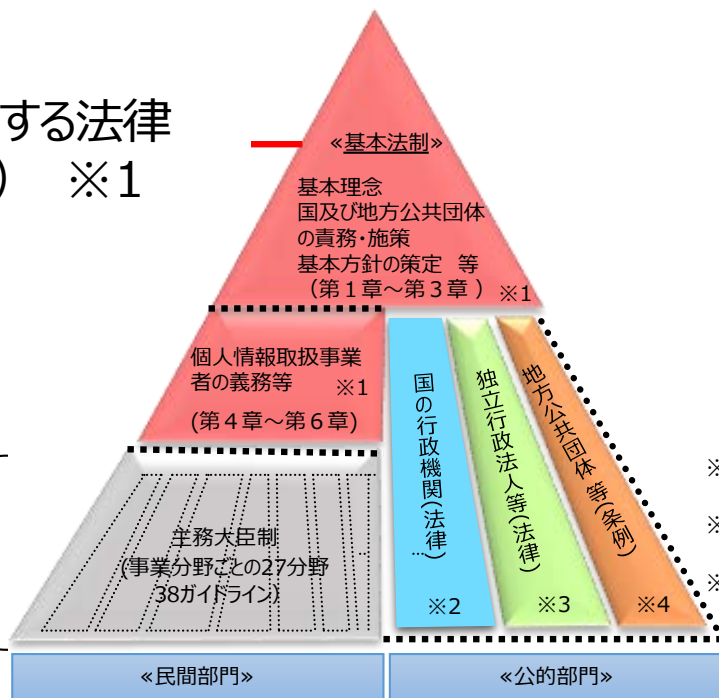 する法律
) ※1
«基本法制»
基本理念
国及び地方公共団体
の責務・施策
基本方針の策定 等
(第1章～第3章) ※1
個人情報取扱事業
者の義務等 ※1
(第4章～第6章)
主務大臣制
(事業分野ごとの27分野
38ガイドライン)
…
国の行政機関(法律)
…
※2
独立行政法人等(法律)
※3
地方公共団体等(条例)
※4
※
※
※
«民間部門»
«公的部門»